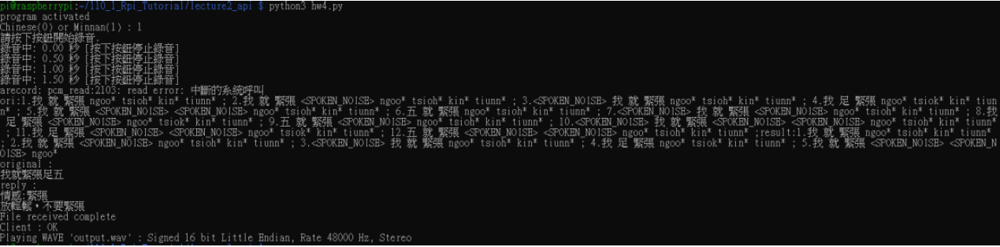 pi@raspberrypi:~/110_1_Rpi_Tutorial/lecture2_api $ python3 hw4.py
program activated
Chinese(0) or Minnan(1) : 1
請按下按鈕開始錄音.
錄音中: 0.00 秒 [按下按鈕停止錄音]
錄音中: 0.50 秒 [按下按鈕停止錄音]
錄音中: 1.00 秒 [按下按鈕停止錄音]
錄音中: 1.50 秒 [按下按鈕停止錄音]
arecord: pcm_read:2103: read error: 中斷的系統呼叫
ori:1.我 就 緊張 ngoo* tsioh* kin* tiunn* ; 2.我 就 緊張 <SPOKEN_NOISE> ngoo* tsioh* kin* tiunn* ; 3.<SPOKEN_NOISE> 我 就 緊張 ngoo* tsioh* kin* tiunn* ; 4.我 足 緊張 ngoo* tsiok* kin* tiun
n* ; 5.我 就 緊張 <SPOKEN_NOISE> <SPOKEN_NOISE> ngoo* tsioh* kin* tiunn* ; 6.五 就 緊張 ngoo* tsioh* kin* tiunn* ; 7.<SPOKEN_NOISE> 我 就 緊張 <SPOKEN_NOISE> ngoo* tsioh* kin* tiunn* ; 8.我
足 緊張 <SPOKEN_NOISE> ngoo* tsiok* kin* tiunn* ; 9.五 就 緊張 <SPOKEN_NOISE> ngoo* tsioh* kin* tiunn* ; 10.<SPOKEN_NOISE> 我 就 緊張 <SPOKEN_NOISE> <SPOKEN_NOISE> ngoo* tsioh* kin* tiunn*
; 11.我 足 緊張 <SPOKEN_NOISE> <SPOKEN_NOISE> ngoo* tsiok* kin* tiunn* ; 12.五 就 緊張 <SPOKEN_NOISE> <SPOKEN_NOISE> ngoo* tsioh* kin* tiunn* ;result:1.我 就 緊張 ngoo* tsioh* kin* tiunn*
; 2.我 就 緊張 <SPOKEN_NOISE> ngoo* tsioh* kin* tiunn* ; 3.<SPOKEN_NOISE> 我 就 緊張 ngoo* tsioh* kin* tiunn* ; 4.我 足 緊張 ngoo* tsiok* kin* tiunn* ; 5.我 就 緊張 <SPOKEN_NOISE> <SPOKEN_N
OISE> ngoo*
original :
我就緊張足五
reply :
情感:緊張
放輕鬆，不要緊張
File received complete
Client : OK
Playing WAVE 'output.wav' : Signed 16 bit Little Endian, Rate 48000 Hz, Stereo